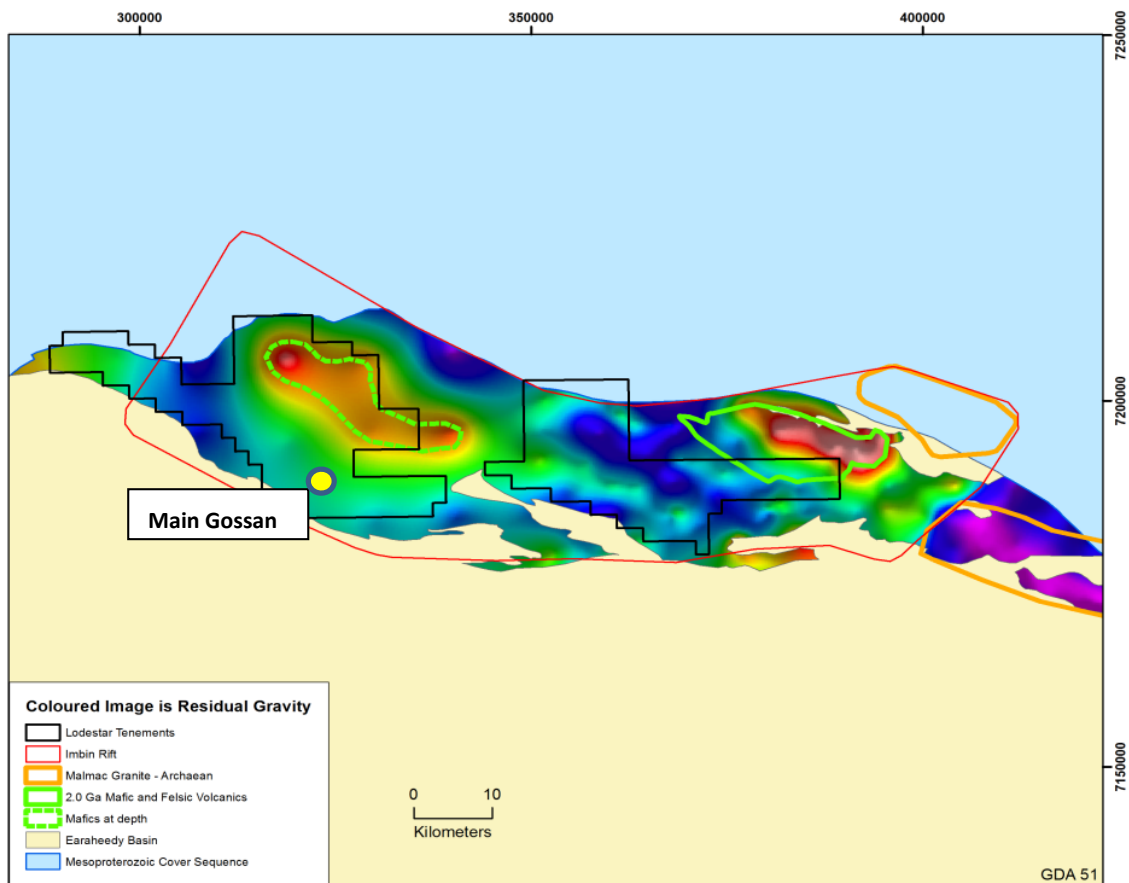 300000
350000
400000
7250000
7200000
7150000
Main Gossan
Coloured Image is Residual Gravity
Lodestar Tenements
Imbin Rift
Malmac Granite - Archaean
2.0 Ga Mafic and Felsic Volcanics
Mafics at depth
Earaheedy Basin
Mesoproterozoic Cover Sequence
0 10
Kilometers
GDA 51